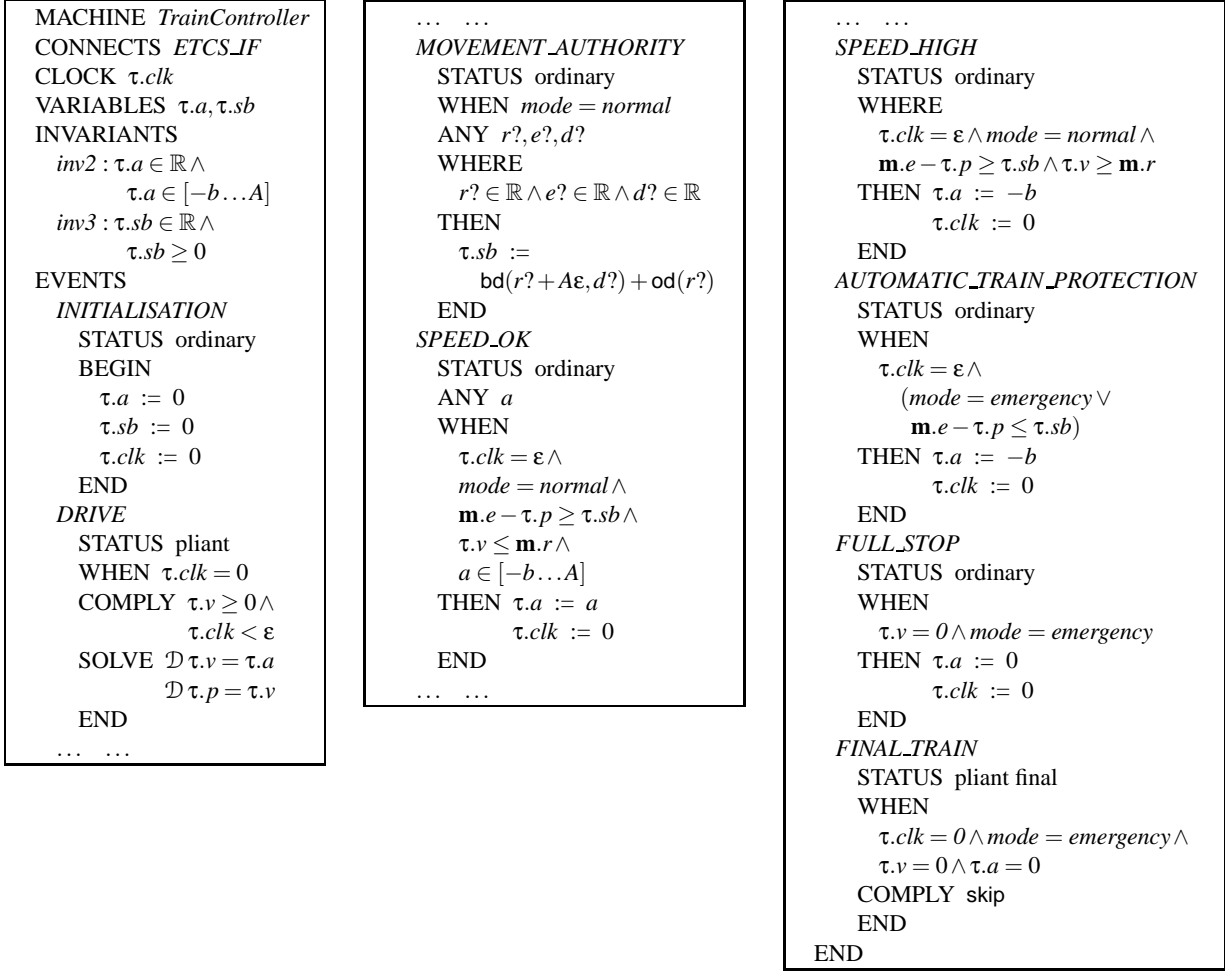 MACHINE TrainController
CONNECTS ETCS_IF
CLOCK τ.clk
VARIABLES τ.a,τ.sb
INVARIANTS
inv2 : τ.a ∈ ℝ ∧
τ.a ∈ [−b…A]
inv3 : τ.sb ∈ ℝ ∧
τ.sb ≥ 0
EVENTS
INITIALISATION
STATUS ordinary
BEGIN
τ.a := 0
τ.sb := 0
τ.clk := 0
END
DRIVE
STATUS pliant
WHEN τ.clk = 0
COMPLY τ.v ≥ 0 ∧
τ.clk < ε
SOLVE 𝒟 τ.v = τ.a
𝒟 τ.p = τ.v
END
… …
… …
MOVEMENT_AUTHORITY
STATUS ordinary
WHEN mode = normal
ANY r?,e?,d?
WHERE
r? ∈ ℝ ∧ e? ∈ ℝ ∧ d? ∈ ℝ
THEN
τ.sb :=
bd(r? + Aε,d?) + od(r?)
END
SPEED_OK
STATUS ordinary
ANY a
WHEN
τ.clk = ε ∧
mode = normal ∧
m.e − τ.p ≥ τ.sb ∧
τ.v ≤ m.r ∧
a ∈ [−b…A]
THEN τ.a := a
τ.clk := 0
END
… …
… …
SPEED_HIGH
STATUS ordinary
WHERE
τ.clk = ε ∧ mode = normal ∧
m.e − τ.p ≥ τ.sb ∧ τ.v ≥ m.r
THEN τ.a := −b
τ.clk := 0
END
AUTOMATIC_TRAIN_PROTECTION
STATUS ordinary
WHEN
τ.clk = ε ∧
(mode = emergency ∨
m.e − τ.p ≤ τ.sb)
THEN τ.a := −b
τ.clk := 0
END
FULL_STOP
STATUS ordinary
WHEN
τ.v = 0 ∧ mode = emergency
THEN τ.a := 0
τ.clk := 0
END
FINAL_TRAIN
STATUS pliant final
WHEN
τ.clk = 0 ∧ mode = emergency ∧
τ.v = 0 ∧ τ.a = 0
COMPLY skip
END
END